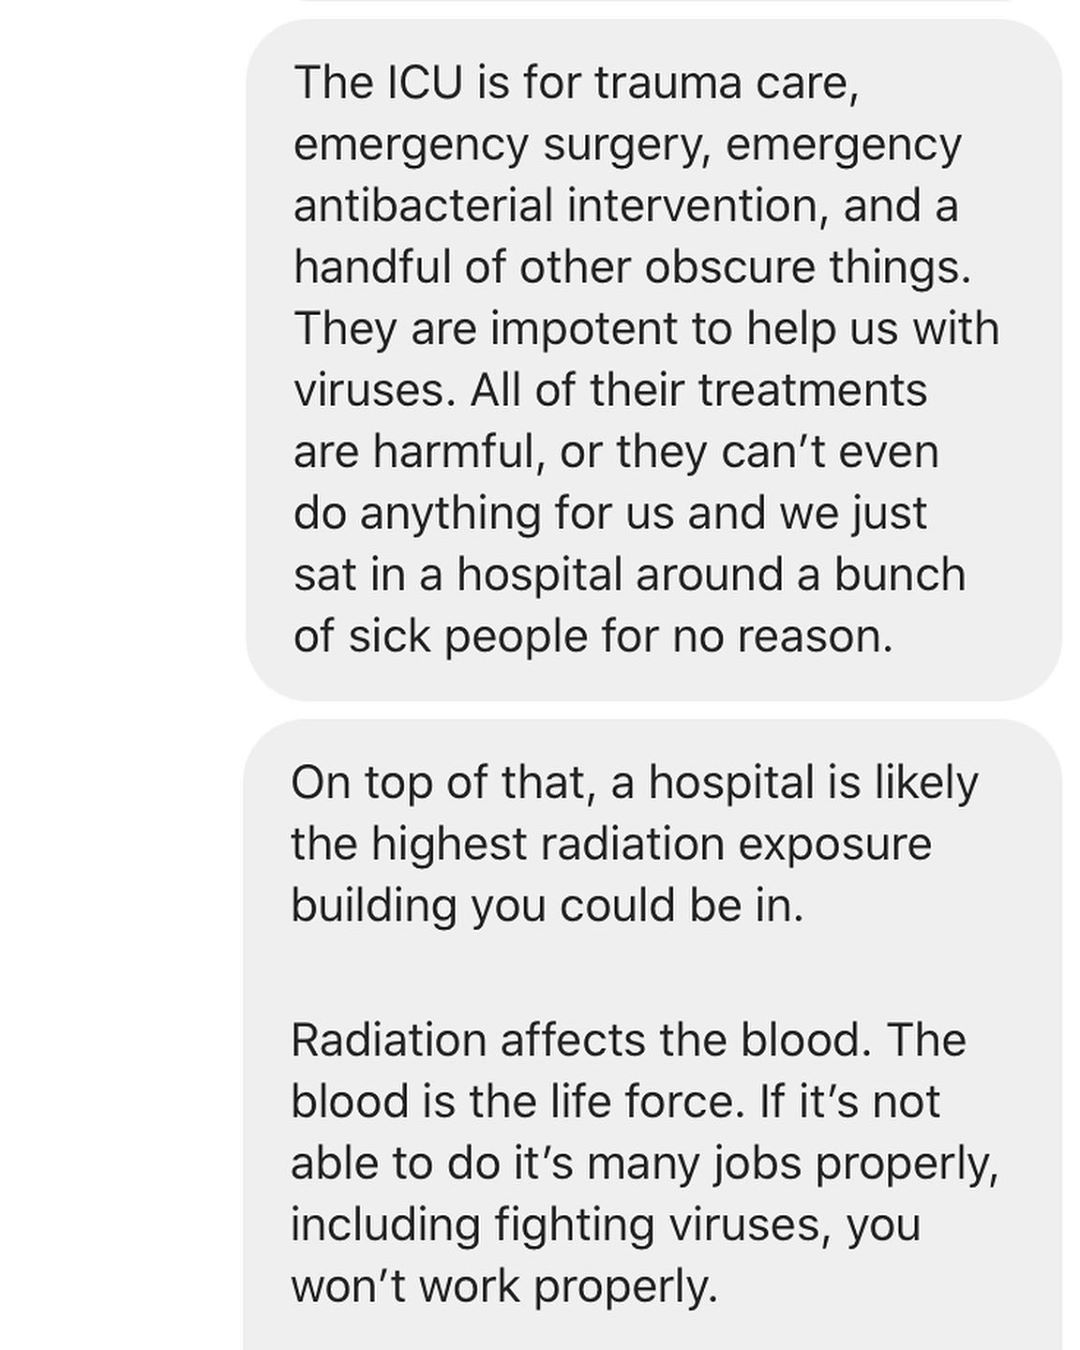 The ICU is for trauma care,
emergency surgery, emergency
antibacterial intervention, and a
handful of other obscure things.
They are impotent to help us with
viruses. All of their treatments
are harmful, or they can’t even
do anything for us and we just
sat in a hospital around a bunch
of sick people for no reason.
On top of that, a hospital is likely
the highest radiation exposure
building you could be in.
Radiation affects the blood. The
blood is the life force. If it’s not
able to do it’s many jobs properly,
including fighting viruses, you
won’t work properly.